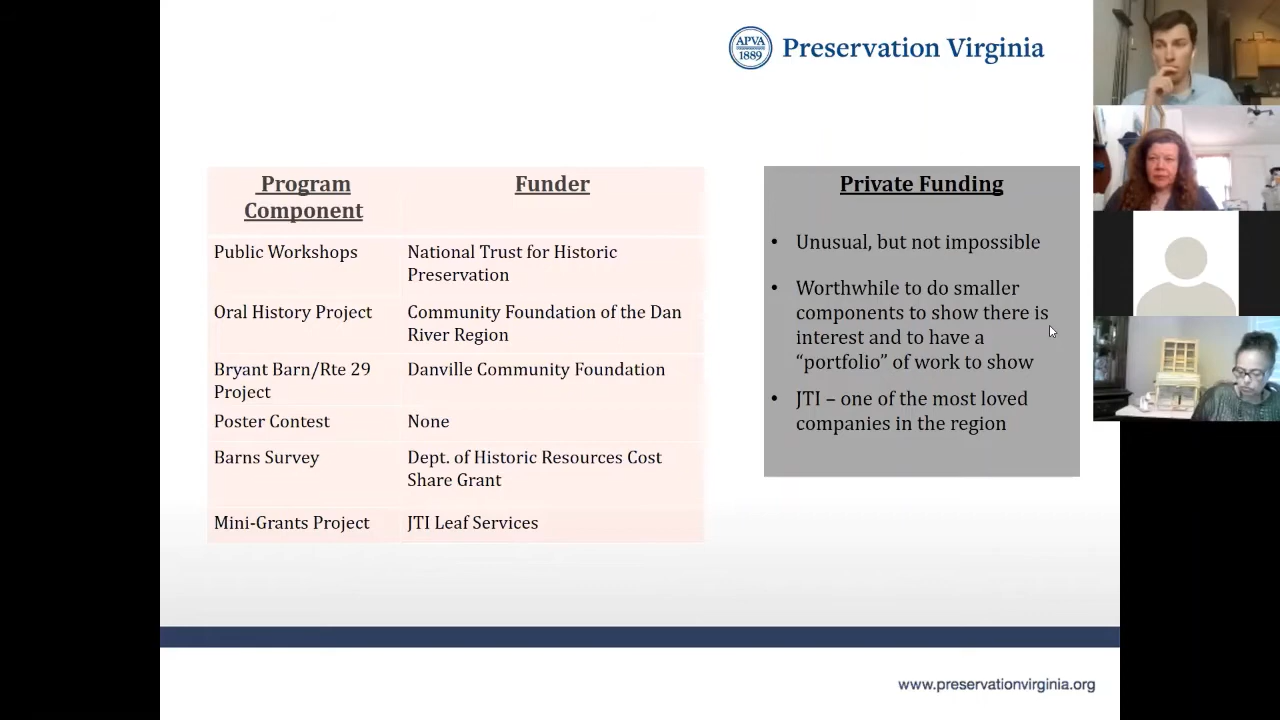 APVA
1889
Preservation Virginia
Program
Component
Funder
Public Workshops
National Trust for Historic
Preservation
Oral History Project
Community Foundation of the Dan
River Region
Bryant Barn/Rte 29
Project
Danville Community Foundation
Poster Contest
None
Barns Survey
Dept. of Historic Resources Cost
Share Grant
Mini-Grants Project
JTI Leaf Services
Private Funding
• Unusual, but not impossible
• Worthwhile to do smaller
components to show there is
interest and to have a
“portfolio” of work to show
• JTI – one of the most loved
companies in the region
www.preservationvirginia.org